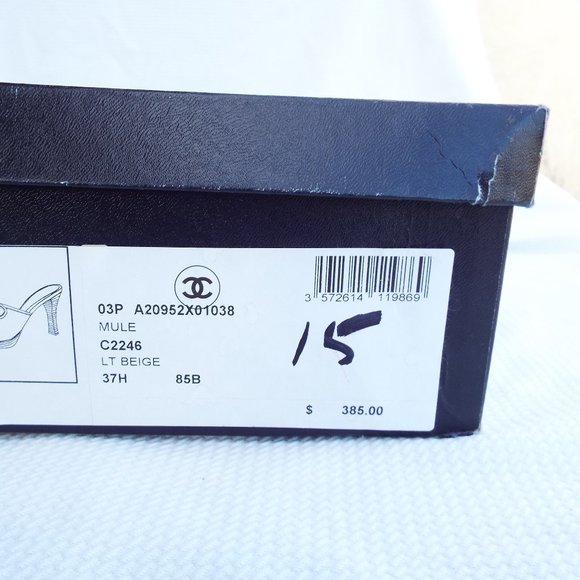 03P A20952X01038
MULE
C2246
LT BEIGE
37H 85B
3 572614 119869
15
$ 385.00